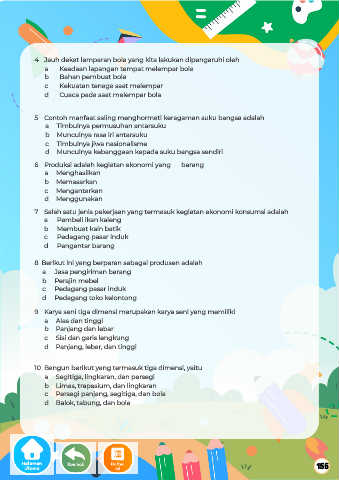 4 Jauh dekat lemparan bola yang kita lakukan dipengaruhi oleh
a Keadaan lapangan tempat melempar bola
b Bahan pembuat bola
c Kekuatan tenaga saat melempar
d Cuaca pada saat melempar bola
5 Contoh manfaat saling menghormati keragaman suku bangsa adalah
a Timbulnya permusuhan antarsuku
b Munculnya rasa iri antarsuku
c Timbulnya jiwa nasionalisme
d Munculnya kebanggaan kepada suku bangsa sendiri
6 Produksi adalah kegiatan ekonomi yang barang
a Menghasilkan
b Memasarkan
c Mengantarkan
d Menggunakan
7 Salah satu jenis pekerjaan yang termasuk kegiatan ekonomi konsumsi adalah
a Pembeli ikan kaleng
b Membuat kain batik
c Pedagang pasar induk
d Pengantar barang
8 Berikut ini yang berperan sebagai produsen adalah
a Jasa pengiriman barang
b Perajin mebel
c Pedagang pasar induk
d Pedagang toko kelontong
9 Karya seni tiga dimensi merupakan karya seni yang memiliki
a Alas dan tinggi
b Panjang dan lebar
c Sisi dan garis lengkung
d Panjang, lebar, dan tinggi
10 Bangun berikut yang termasuk tiga dimensi, yaitu
a Segitiga, lingkaran, dan persegi
b Limas, trapesium, dan lingkaran
c Persegi panjang, segitiga, dan bola
d Balok, tabung, dan bola
Halaman
Utama
155